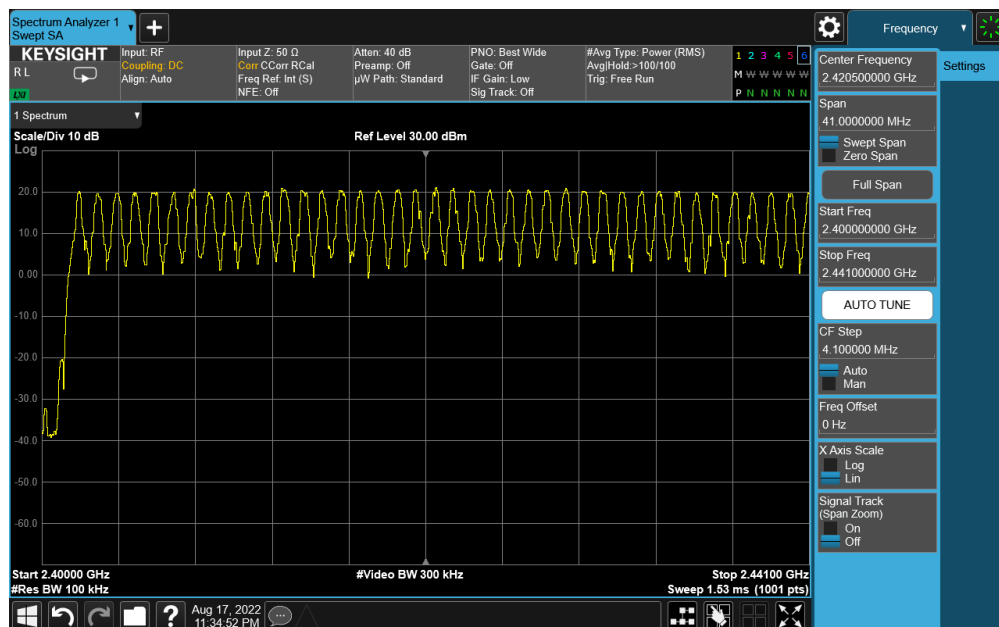 Spectrum Analyzer 1
Swept SA
Frequency
KEYSIGHT
R L
LXI
Input: RF
Coupling: DC
Align: Auto
Input Z: 50 Ω
Corr CCorr RCal
Freq Ref: Int (S)
NFE: Off
Atten: 40 dB
Preamp: Off
µW Path: Standard
PNO: Best Wide
Gate: Off
IF Gain: Low
Sig Track: Off
#Avg Type: Power (RMS)
Avg|Hold:>100/100
Trig: Free Run
1 2 3 4 5 6
M W W W W W
P N N N N N
1 Spectrum
Scale/Div 10 dB
Ref Level 30.00 dBm
Log
20.0
10.0
0.00
-10.0
-20.0
-30.0
-40.0
-50.0
-60.0
Start 2.40000 GHz
#Video BW 300 kHz
Stop 2.44100 GHz
#Res BW 100 kHz
Sweep 1.53 ms (1001 pts)
Aug 17, 2022
11:34:52 PM
?
Settings
Center Frequency
2.420500000 GHz
Span
41.0000000 MHz
Swept Span
Zero Span
Full Span
Start Freq
2.400000000 GHz
Stop Freq
2.441000000 GHz
AUTO TUNE
CF Step
4.100000 MHz
Auto
Man
Freq Offset
0 Hz
X Axis Scale
Log
Lin
Signal Track
(Span Zoom)
On
Off